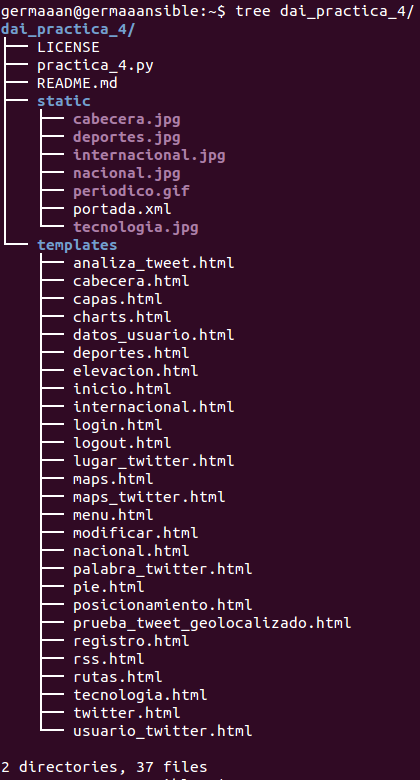 germaaan@germaaansible:~$ tree dai_practica_4/
dai_practica_4/
├── LICENSE
├── practica_4.py
├── README.md
├── static
│   ├── cabecera.jpg
│   ├── deportes.jpg
│   ├── internacional.jpg
│   ├── nacional.jpg
│   ├── periodico.gif
│   ├── portada.xml
│   └── tecnologia.jpg
└── templates
    ├── analiza_tweet.html
    ├── cabecera.html
    ├── capas.html
    ├── charts.html
    ├── datos_usuario.html
    ├── deportes.html
    ├── elevacion.html
    ├── inicio.html
    ├── internacional.html
    ├── login.html
    ├── logout.html
    ├── lugar_twitter.html
    ├── maps.html
    ├── maps_twitter.html
    ├── menu.html
    ├── modificar.html
    ├── nacional.html
    ├── palabra_twitter.html
    ├── pie.html
    ├── posicionamiento.html
    ├── prueba_tweet_geolocalizado.html
    ├── registro.html
    ├── rss.html
    ├── rutas.html
    ├── tecnologia.html
    ├── twitter.html
    └── usuario_twitter.html

2 directories, 37 files